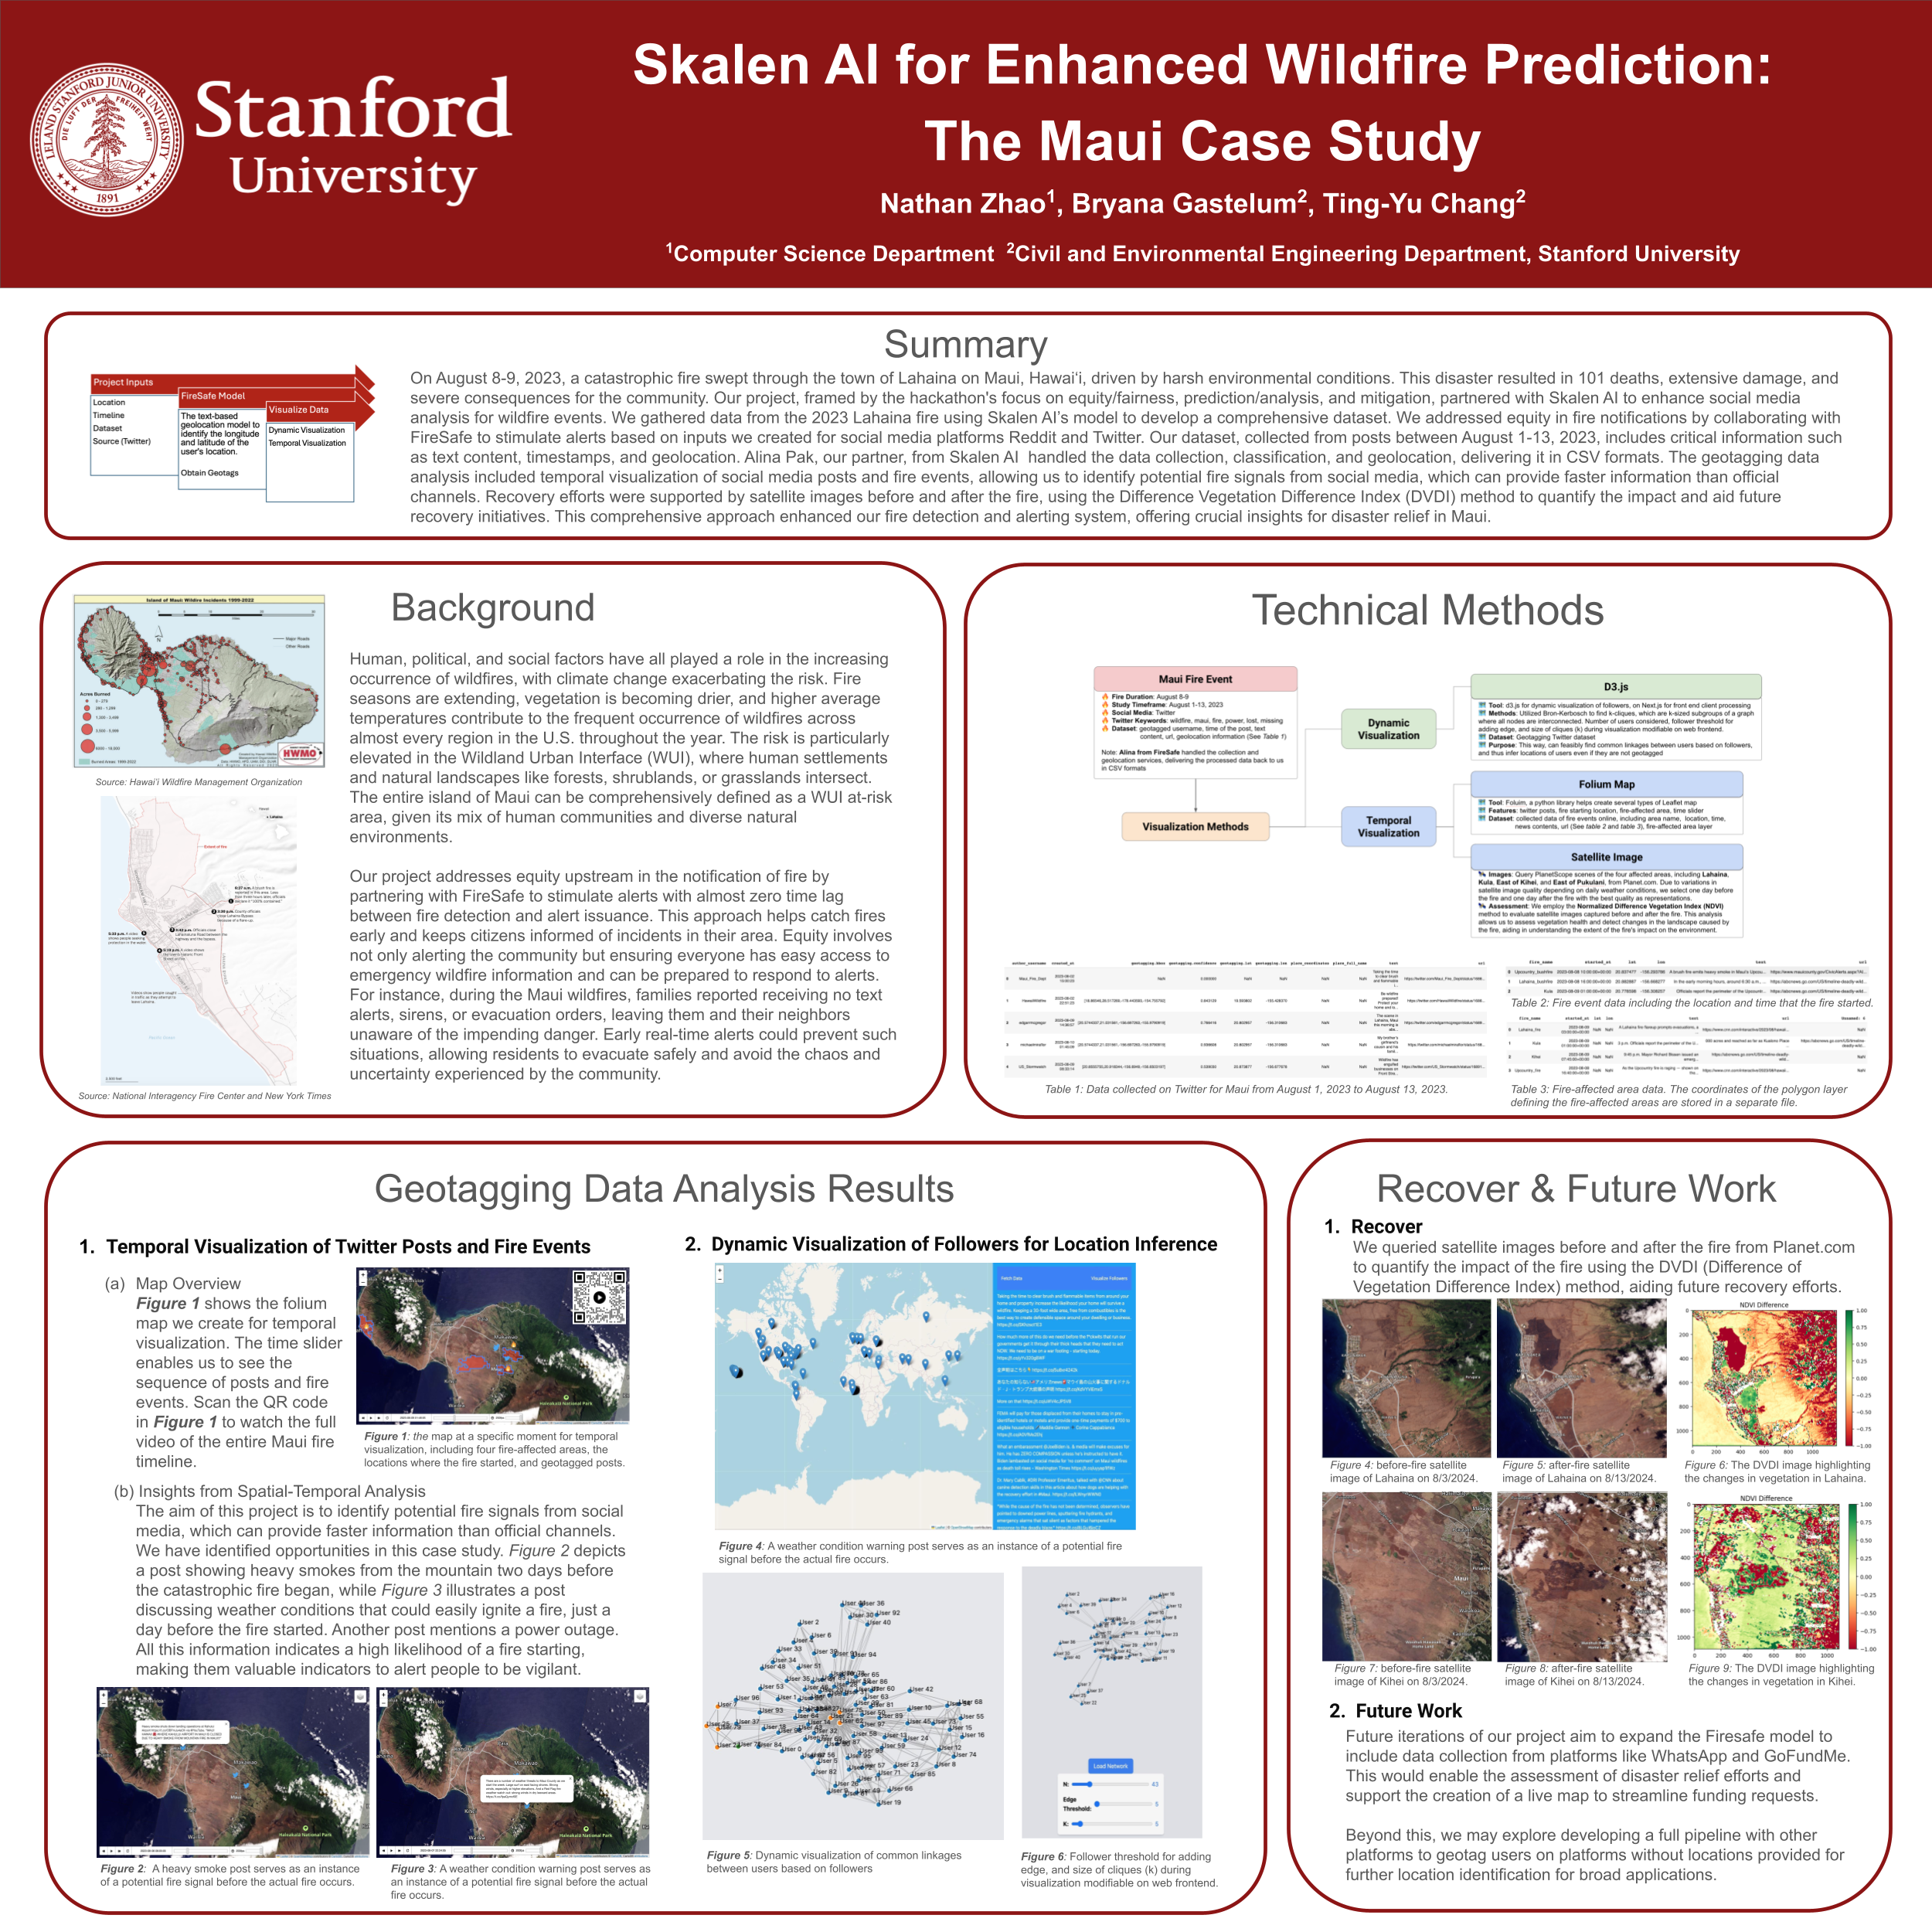 Skalen AI for Enhanced Wildfire Prediction:
The Maui Case Study
Nathan Zhao1, Bryana Gastelum2, Ting-Yu Chang2
1Computer Science Department 2Civil and Environmental Engineering Department, Stanford University
LELAND STANFORD JUNIOR UNIVERSITY
DIE LUFT DER FREIHEIT WEHT
1891
Stanford
University
Summary
Project Inputs
Location
Timeline
Dataset
Source (Twitter)
FireSafe Model
The text-based
geolocation model to
identify the longitude
and latitude of the
user's location.
Obtain Geotags
Visualize Data
Dynamic Visualization
Temporal Visualization
On August 8-9, 2023, a catastrophic fire swept through the town of Lahaina on Maui, Hawaiʻi, driven by harsh environmental conditions. This disaster resulted in 101 deaths, extensive damage, and
severe consequences for the community. Our project, framed by the hackathon's focus on equity/fairness, prediction/analysis, and mitigation, partnered with Skalen AI to enhance social media
analysis for wildfire events. We gathered data from the 2023 Lahaina fire using Skalen AI's model to develop a comprehensive dataset. We addressed equity in fire notifications by collaborating with
FireSafe to stimulate alerts based on inputs we created for social media platforms Reddit and Twitter. Our dataset, collected from posts between August 1-13, 2023, includes critical information such
as text content, timestamps, and geolocation. Alina Pak, our partner, from Skalen AI handled the data collection, classification, and geolocation, delivering it in CSV formats. The geotagging data
analysis included temporal visualization of social media posts and fire events, allowing us to identify potential fire signals from social media, which can provide faster information than official
channels. Recovery efforts were supported by satellite images before and after the fire, using the Difference Vegetation Difference Index (DVDI) method to quantify the impact and aid future
recovery initiatives. This comprehensive approach enhanced our fire detection and alerting system, offering crucial insights for disaster relief in Maui.
Background
Island of Maui Wildfire Incidents 1999-2022
Major Roads
Other Roads
Acres Burned
HWMO
Source: Hawai'i Wildfire Management Organization
Source: National Interagency Fire Center and New York Times
Human, political, and social factors have all played a role in the increasing
occurrence of wildfires, with climate change exacerbating the risk. Fire
seasons are extending, vegetation is becoming drier, and higher average
temperatures contribute to the frequent occurrence of wildfires across
almost every region in the U.S. throughout the year. The risk is particularly
elevated in the Wildland Urban Interface (WUI), where human settlements
and natural landscapes like forests, shrublands, or grasslands intersect.
The entire island of Maui can be comprehensively defined as a WUI at-risk
area, given its mix of human communities and diverse natural
environments.
Our project addresses equity upstream in the notification of fire by
partnering with FireSafe to stimulate alerts with almost zero time lag
between fire detection and alert issuance. This approach helps catch fires
early and keeps citizens informed of incidents in their area. Equity involves
not only alerting the community but ensuring everyone has easy access to
emergency wildfire information and can be prepared to respond to alerts.
For instance, during the Maui wildfires, families reported receiving no text
alerts, sirens, or evacuation orders, leaving them and their neighbors
unaware of the impending danger. Early real-time alerts could prevent such
situations, allowing residents to evacuate safely and avoid the chaos and
uncertainty experienced by the community.
Technical Methods
Maui Fire Event
Fire Duration: August 8-9
Study Timeframe: August 1-13, 2023
Social Media: Twitter
Twitter Keywords: wildfire, maui, fire, power, lost, missing
Dataset: geotagged username, time of the post, text
content, url, geolocation information (See Table 1)
Note: Alina from FireSafe handled the collection and
geolocation services, delivering the processed data back to us
in CSV formats
Visualization Methods
Dynamic
Visualization
Temporal
Visualization
D3.js
Tool: d3.js for dynamic visualization of followers, on Next.js for front end client processing
Methods: Utilized Bron-Kerbosch to find k-cliques, which are k-sized subgroups of a graph
where all nodes are interconnected. Number of users considered, follower threshold for
adding edge, and size of cliques (k) during visualization modifiable on web frontend.
Dataset: Geotagging Twitter dataset
Purpose: This way, can feasibly find common linkages between users based on followers,
and thus infer locations of users even if they are not geotagged
Folium Map
Tool: Foluim, a python library helps create several types of Leaflet map
Features: twitter posts, fire starting location, fire-affected area, time slider
Dataset: collected data of fire events online, including area name, location, time,
news contents, url (See table 2 and table 3), fire-affected area layer
Satellite Image
Images: Query PlanetScope scenes of the four affected areas, including Lahaina,
Kula, East of Kihei, and East of Pukulani, from Planet.com. Due to variations in
satellite image quality depending on daily weather conditions, we select one day before
the fire and one day after the fire with the best quality as representations.
Assessment: We employ the Normalized Difference Vegetation Index (NDVI)
method to evaluate satellite images captured before and after the fire. This analysis
allows us to assess vegetation health and detect changes in the landscape caused by
the fire, aiding in understanding the extent of the fire's impact on the environment.
Table 1: Data collected on Twitter for Maui from August 1, 2023 to August 13, 2023.
Table 2: Fire event data including the location and time that the fire started.
Table 3: Fire-affected area data. The coordinates of the polygon layer
defining the fire-affected areas are stored in a separate file.
Geotagging Data Analysis Results
1. Temporal Visualization of Twitter Posts and Fire Events
(a) Map Overview
Figure 1 shows the folium
map we create for temporal
visualization. The time slider
enables us to see the
sequence of posts and fire
events. Scan the QR code
in Figure 1 to watch the full
video of the entire Maui fire
timeline.
Figure 1: the map at a specific moment for temporal
visualization, including four fire-affected areas, the
locations where the fire started, and geotagged posts.
(b) Insights from Spatial-Temporal Analysis
The aim of this project is to identify potential fire signals from social
media, which can provide faster information than official channels.
We have identified opportunities in this case study. Figure 2 depicts
a post showing heavy smokes from the mountain two days before
the catastrophic fire began, while Figure 3 illustrates a post
discussing weather conditions that could easily ignite a fire, just a
day before the fire started. Another post mentions a power outage.
All this information indicates a high likelihood of a fire starting,
making them valuable indicators to alert people to be vigilant.
Figure 2: A heavy smoke post serves as an instance
of a potential fire signal before the actual fire occurs.
Figure 3: A weather condition warning post serves as
an instance of a potential fire signal before the actual
fire occurs.
2. Dynamic Visualization of Followers for Location Inference
Fetch Data
Visualize Followers
Figure 4: A weather condition warning post serves as an instance of a potential fire
signal before the actual fire occurs.
Figure 5: Dynamic visualization of common linkages
between users based on followers
Load Network
N: 43
Edge
Threshold: 5
K: 5
Figure 6: Follower threshold for adding
edge, and size of cliques (k) during
visualization modifiable on web frontend.
Recover & Future Work
1. Recover
We queried satellite images before and after the fire from Planet.com
to quantify the impact of the fire using the DVDI (Difference of
Vegetation Difference Index) method, aiding future recovery efforts.
NDVI Difference
Figure 4: before-fire satellite
image of Lahaina on 8/3/2024.
Figure 5: after-fire satellite
image of Lahaina on 8/13/2024.
Figure 6: The DVDI image highlighting
the changes in vegetation in Lahaina.
NDVI Difference
Figure 7: before-fire satellite
image of Kihei on 8/3/2024.
Figure 8: after-fire satellite
image of Kihei on 8/13/2024.
Figure 9: The DVDI image highlighting
the changes in vegetation in Kihei.
2. Future Work
Future iterations of our project aim to expand the Firesafe model to
include data collection from platforms like WhatsApp and GoFundMe.
This would enable the assessment of disaster relief efforts and
support the creation of a live map to streamline funding requests.
Beyond this, we may explore developing a full pipeline with other
platforms to geotag users on platforms without locations provided for
further location identification for broad applications.